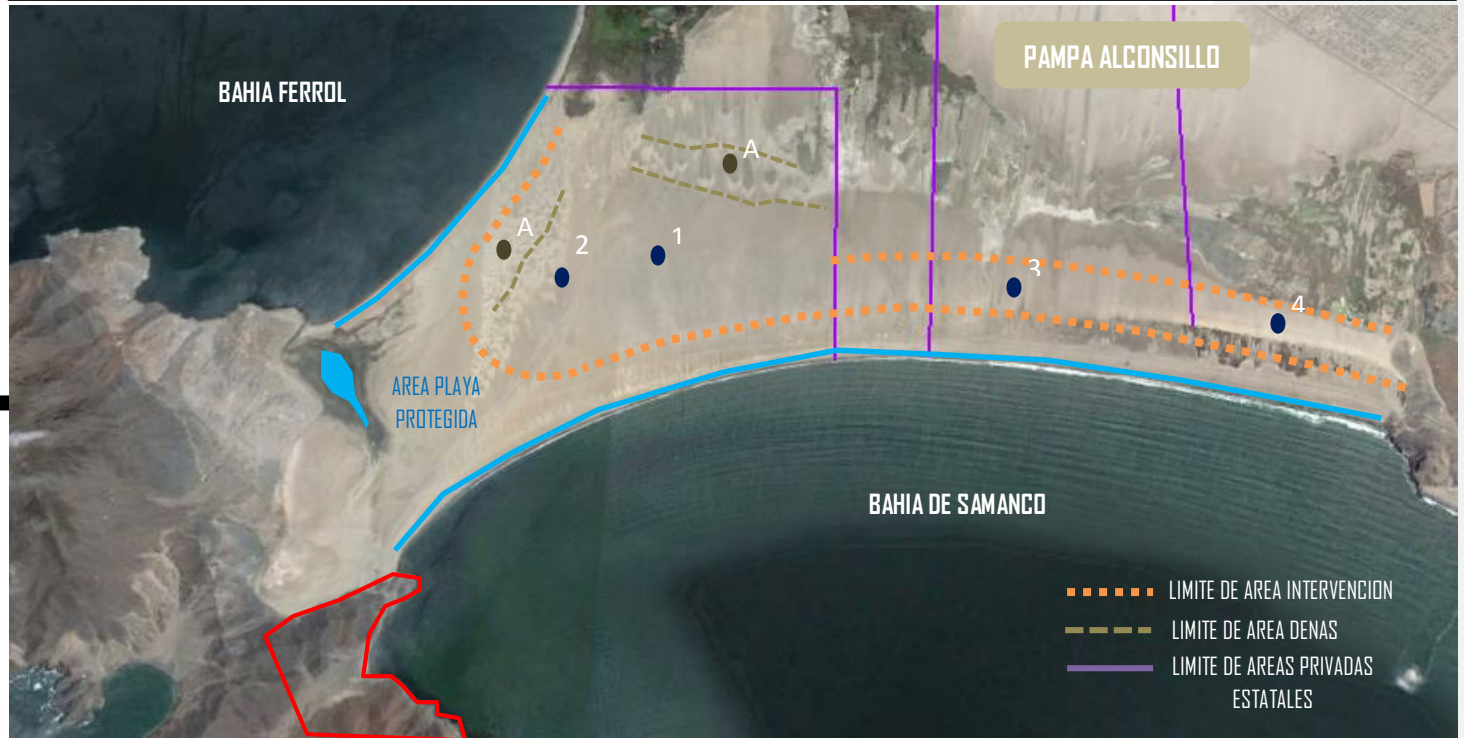 PAMPA ALCONSILLO
BAHIA FERROL
A
A
1
2
3
4
AREA PLAYA
PROTEGIDA
BAHIA DE SAMANCO
LIMITE DE AREA INTERVENCION
LIMITE DE AREA DENAS
LIMITE DE AREAS PRIVADAS
ESTATALES